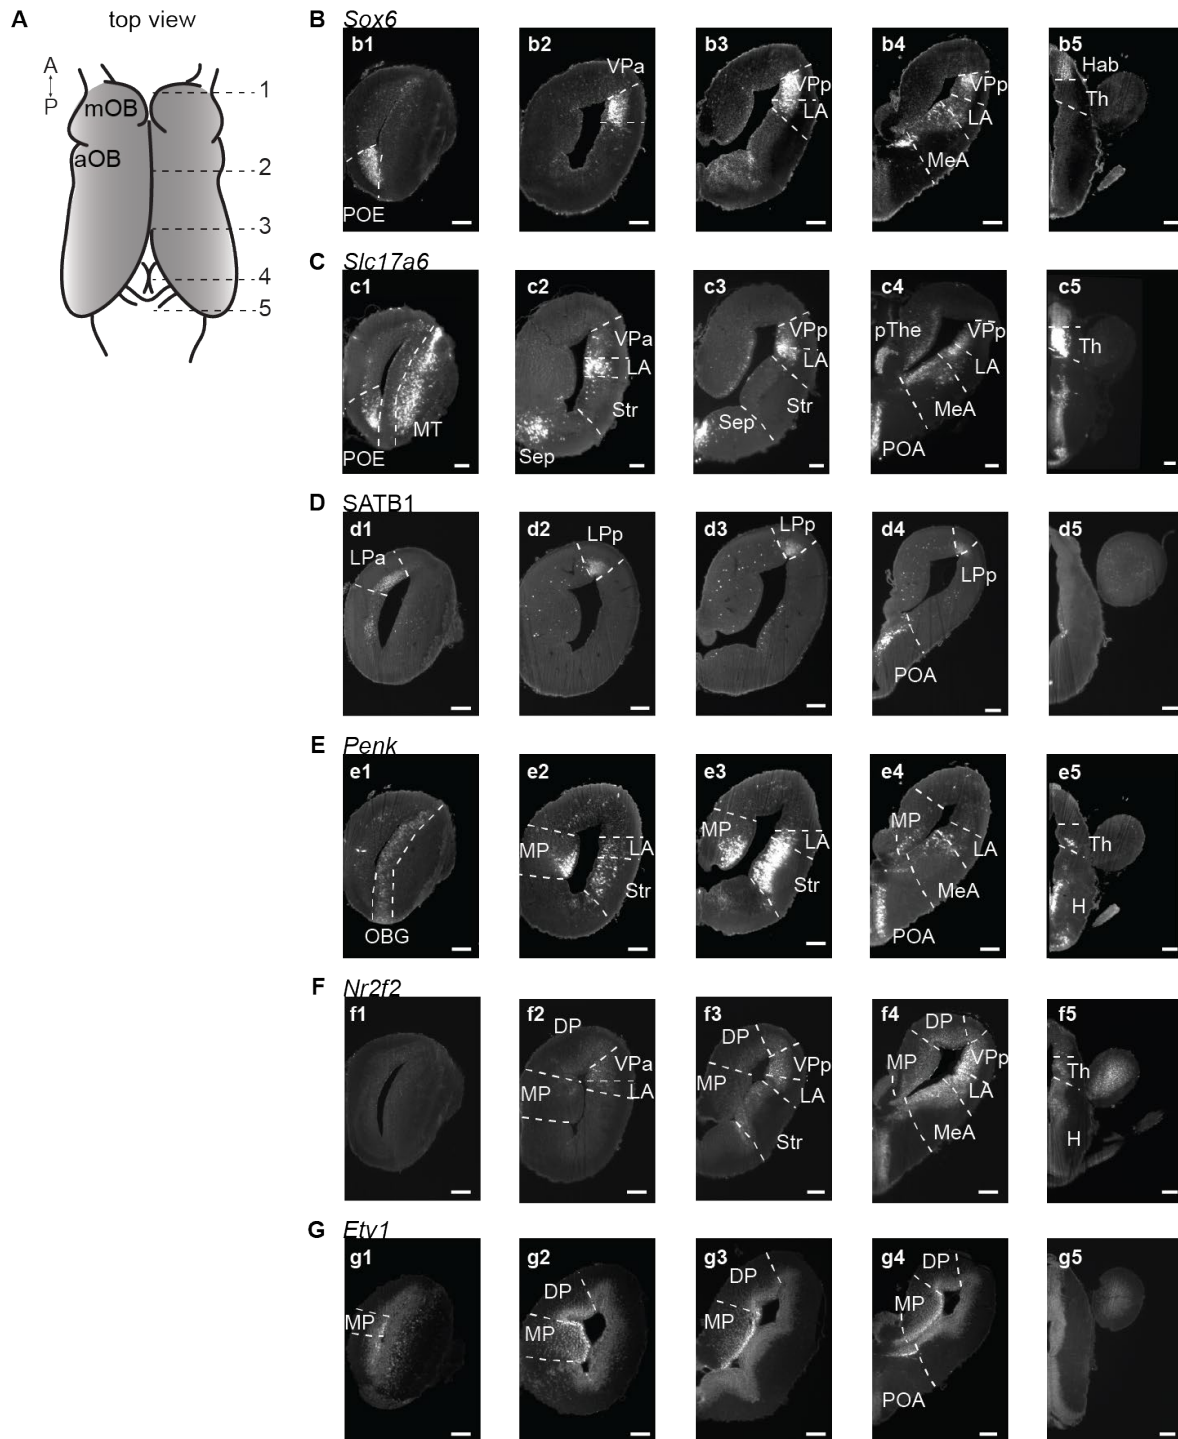 A top view
A
P
mOB
aOB
1
2
3
4
5
B Sox6
b1 b2 b3 b4 b5
POE
VPa
VPp
LA
VPp
LA
MeA
Hab
Th
C Slc17a6
c1 c2 c3 c4 c5
POE
MT
VPa
LA
Str
Sep
VPp
LA
Str
Sep
pThe
VPp
LA
MeA
POA
Th
D SATB1
d1 d2 d3 d4 d5
LPa
LPp
LPp
LPp
POA
E Penk
e1 e2 e3 e4 e5
OBG
MP
LA
Str
MP
LA
Str
MP
LA
MeA
POA
Th
H
F Nr2f2
f1 f2 f3 f4 f5
DP
VPa
MP
LA
DP
VPp
MP
LA
Str
DP
MP
VPp
LA
MeA
Th
H
G Etv1
g1 g2 g3 g4 g5
MP
DP
MP
DP
MP
DP
MP
POA